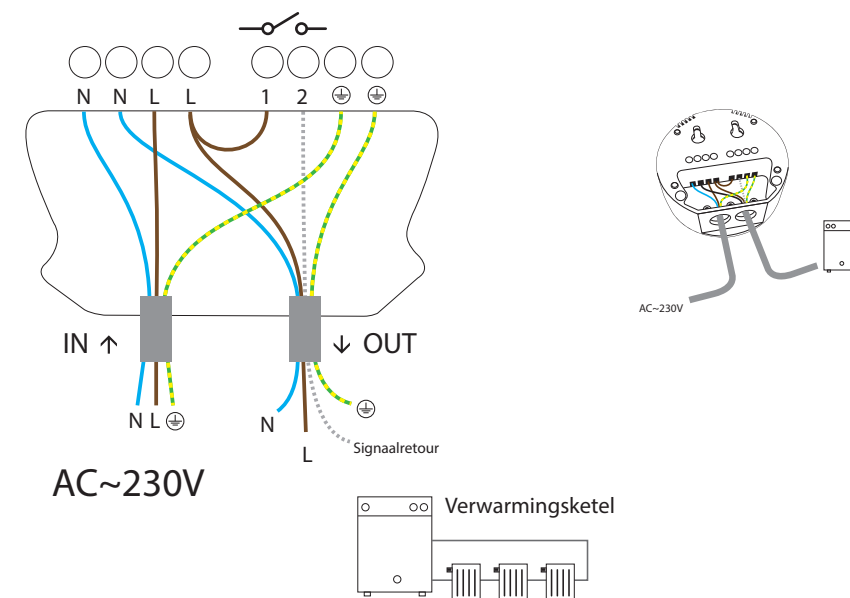 N N L L 1 2
IN ↑ ↓ OUT
N L
N
L
Signaalretour
AC~230V
Verwarmingsketel
AC~230V